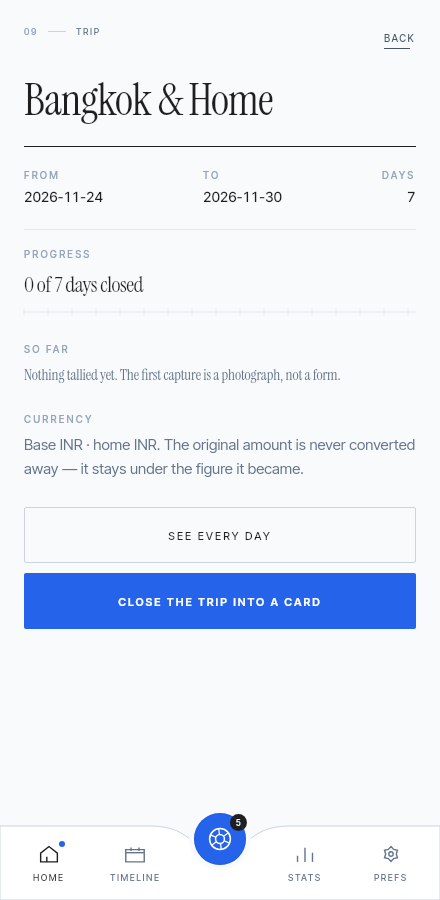 09 TRIP
BACK
Bangkok & Home
FROM TO DAYS
2026-11-24 2026-11-30 7
PROGRESS
0 of 7 days closed
SO FAR
Nothing tallied yet. The first capture is a photograph, not a form.
CURRENCY
Base INR · home INR. The original amount is never converted
away — it stays under the figure it became.
SEE EVERY DAY
CLOSE THE TRIP INTO A CARD
5
HOME TIMELINE STATS PREFS